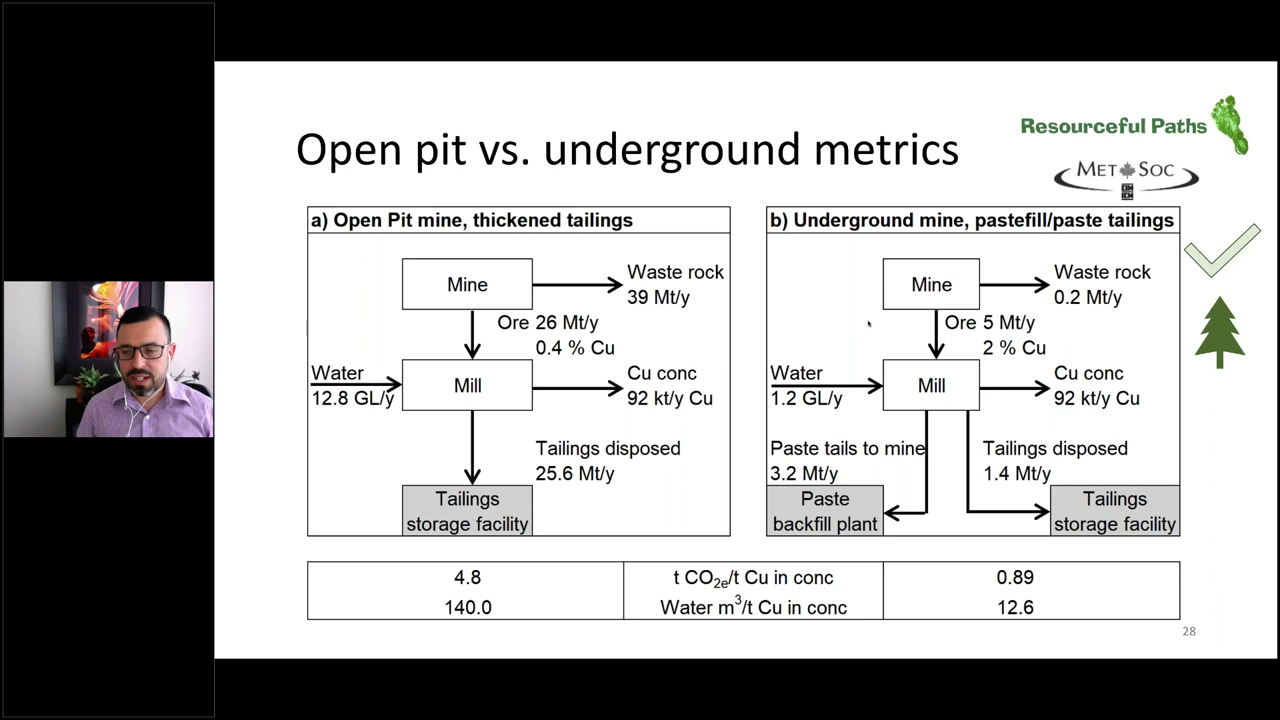 Open pit vs. underground metrics
Resourceful Paths
MET SOC
CIM
ICM
a) Open Pit mine, thickened tailings
Mine
Waste rock
39 Mt/y
Ore 26 Mt/y
0.4 % Cu
Water
12.8 GL/y
Mill
Cu conc
92 kt/y Cu
Tailings disposed
25.6 Mt/y
Tailings
storage facility
b) Underground mine, pastefill/paste tailings
Mine
Waste rock
0.2 Mt/y
Ore 5 Mt/y
2 % Cu
Water
1.2 GL/y
Mill
Cu conc
92 kt/y Cu
Paste tails to mine
3.2 Mt/y
Tailings disposed
1.4 Mt/y
Paste
backfill plant
Tailings
storage facility
4.8 t CO2e/t Cu in conc 0.89
140.0 Water m³/t Cu in conc 12.6
28